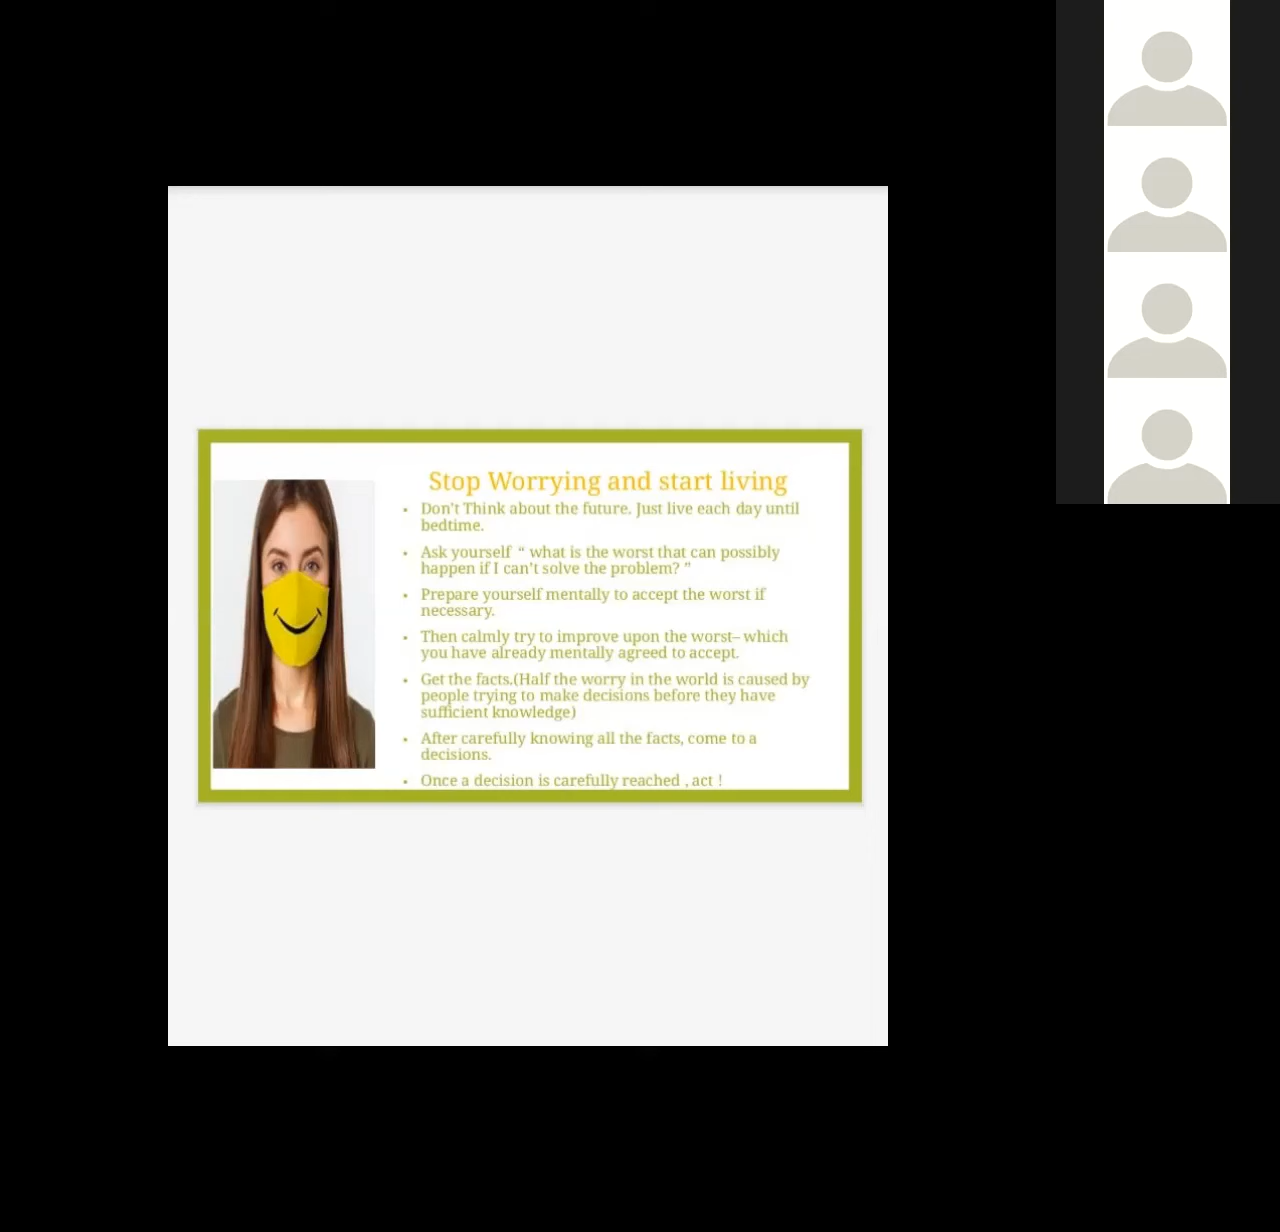 Stop Worrying and start living
• Don't Think about the future. Just live each day until
bedtime.
• Ask yourself “ what is the worst that can possibly
happen if I can't solve the problem? ”
• Prepare yourself mentally to accept the worst if
necessary.
• Then calmly try to improve upon the worst– which
you have already mentally agreed to accept.
• Get the facts.(Half the worry in the world is caused by
people trying to make decisions before they have
sufficient knowledge)
• After carefully knowing all the facts, come to a
decisions.
• Once a decision is carefully reached , act !